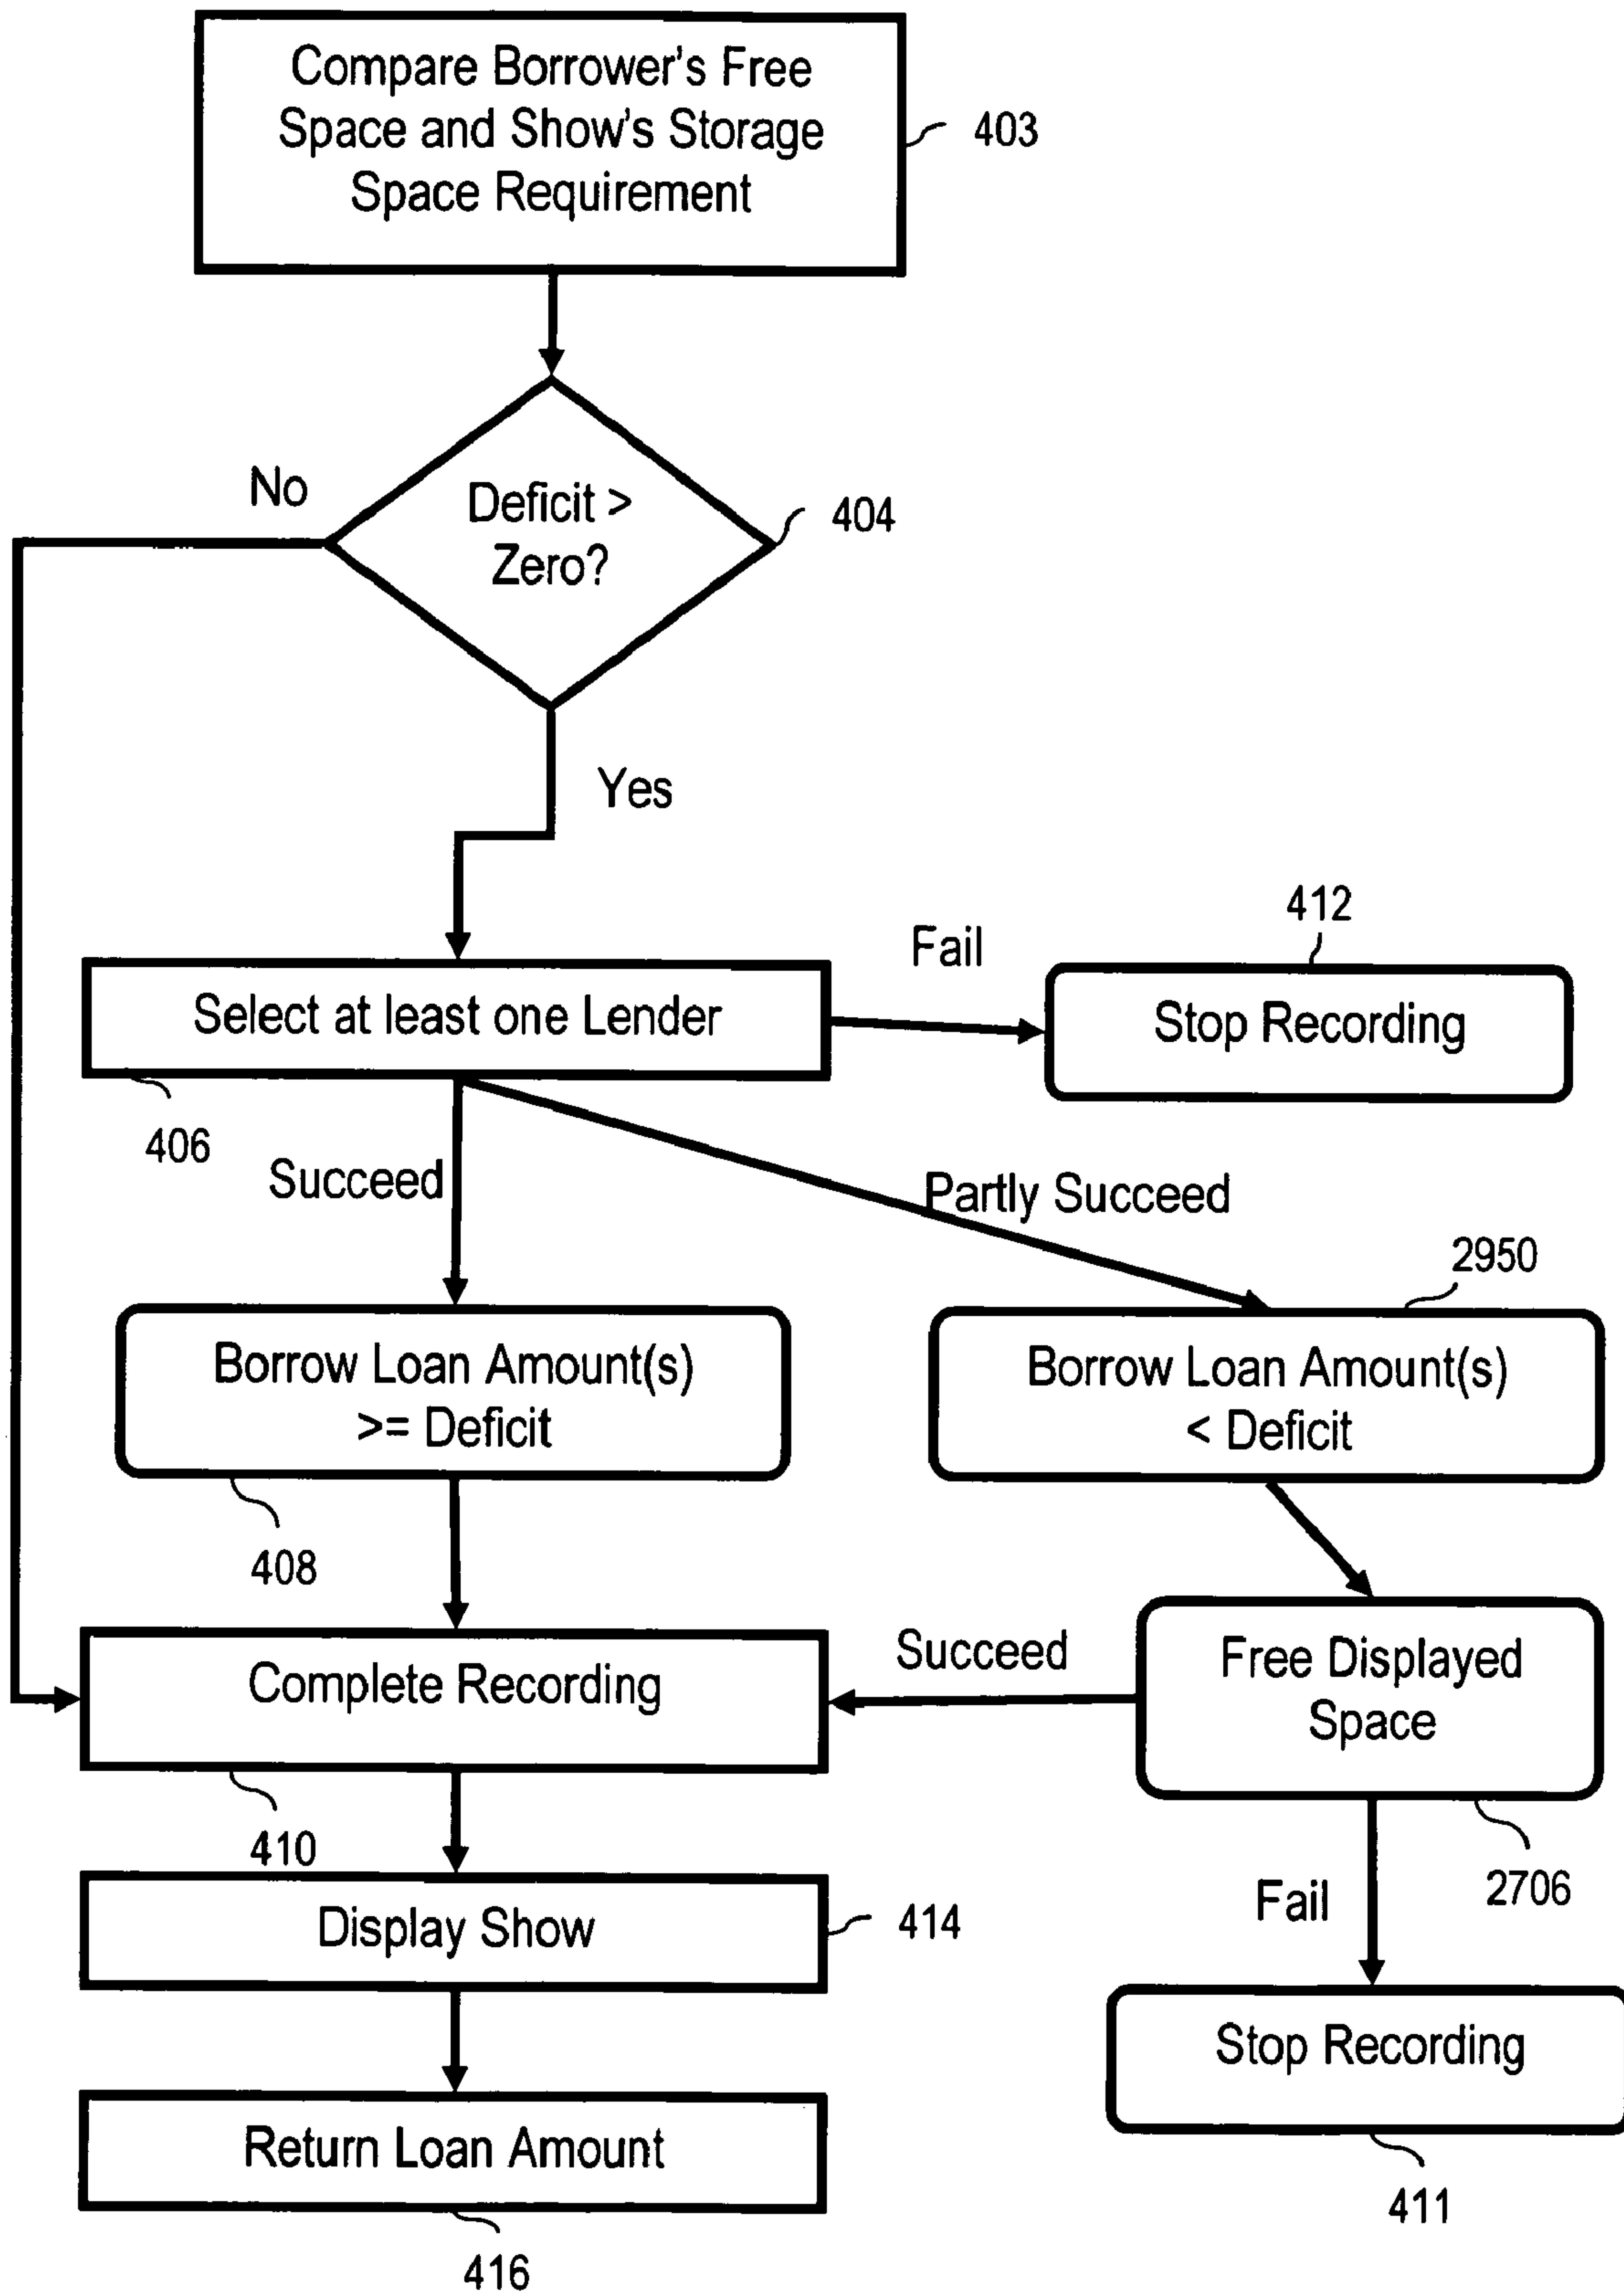 Compare Borrower's Free
Space and Show's Storage
Space Requirement
403
No
Deficit >
Zero?
404
Yes
412
Fail
Select at least one Lender
Stop Recording
406
Succeed
Partly Succeed
2950
Borrow Loan Amount(s)
>= Deficit
Borrow Loan Amount(s)
< Deficit
408
Succeed
Complete Recording
Free Displayed
Space
410
2706
Fail
Display Show
414
Stop Recording
Return Loan Amount
411
416